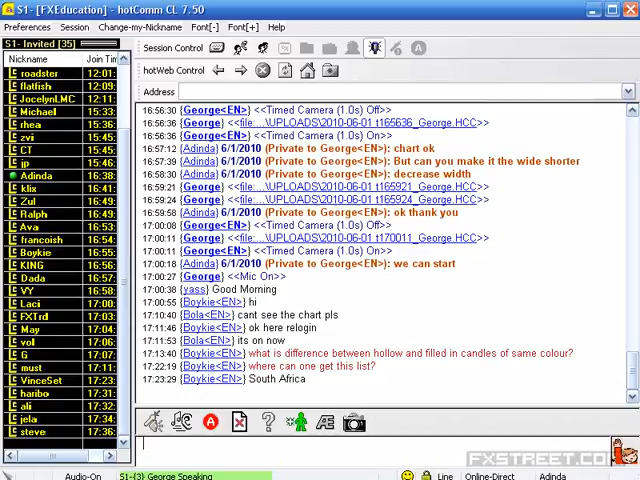 S1- [FXEducation] - hotComm CL 7.50
Preferences Session Change-my-Nickname Font[-] Font[+] Help
S1- Invited [35]
Nickname Join Tim
roadster 12:01:
flatfish 12:09:
JocelynLMC 12:11:
Michael 15:33:
rhea 15:37:
zvi 15:45:
CT 15:45:
jp 15:46:
Adinda 16:38:
klix 16:41:
Zul 16:49:
Ralph 16:49:
Ava 16:53:
francoish 16:54:
Boykie 16:55:
KING 16:56:
Dada 16:57:
VY 16:58:
Laci 17:00:
FXTrd 17:03:
May 17:04:
vol 17:06:
G 17:07:
must 17:11:
VinceSet 17:23:
haribo 17:31:
ali 17:32:
jela 17:34:
steve 17:36:
Session Control
hotWeb Control
Address
16:56:30 {George<EN>} <<Timed Camera (1.0s) Off>>
16:56:36 {George} <<file:...\UPLOADS\2010-06-01 t165636_George.HCC>>
16:56:36 {George<EN>} <<Timed Camera (1.0s) On>>
16:57:12 {Adinda} 6/1/2010 (Private to George<EN>): chart ok
16:57:39 {Adinda} 6/1/2010 (Private to George<EN>): But can you make it the wide shorter
16:58:30 {Adinda} 6/1/2010 (Private to George<EN>): decrease width
16:59:21 {George} <<file:...\UPLOADS\2010-06-01 t165921_George.HCC>>
16:59:24 {George} <<file:...\UPLOADS\2010-06-01 t165924_George.HCC>>
16:59:58 {Adinda} 6/1/2010 (Private to George<EN>): ok thank you
17:00:08 {George<EN>} <<Timed Camera (1.0s) Off>>
17:00:11 {George} <<file:...\UPLOADS\2010-06-01 t170011_George.HCC>>
17:00:11 {George<EN>} <<Timed Camera (1.0s) On>>
17:00:18 {Adinda} 6/1/2010 (Private to George<EN>): we can start
17:00:27 {George} <<Mic On>>
17:00:38 {yass} Good Morning
17:00:55 {Boykie<EN>} hi
17:10:40 {Bola<EN>} cant see the chart pls
17:11:46 {Boykie<EN>} ok here relogin
17:11:53 {Bola<EN>} its on now
17:13:40 {Boykie<EN>} what is difference between hollow and filled in candles of same colour?
17:22:19 {Boykie<EN>} where can one get this list?
17:23:29 {Boykie<EN>} South Africa
FXSTREET.CO
Audio-On S1-{3} George Speaking Line Online-Direct Adinda